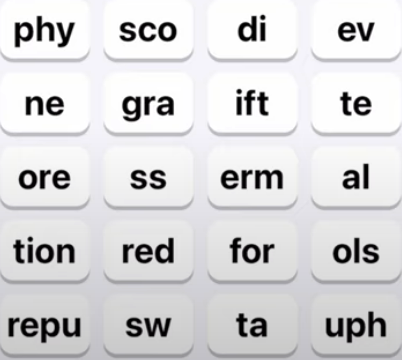 phy sco di ev
ne gra ift te
ore ss erm al
tion red for ols
repu sw ta uph